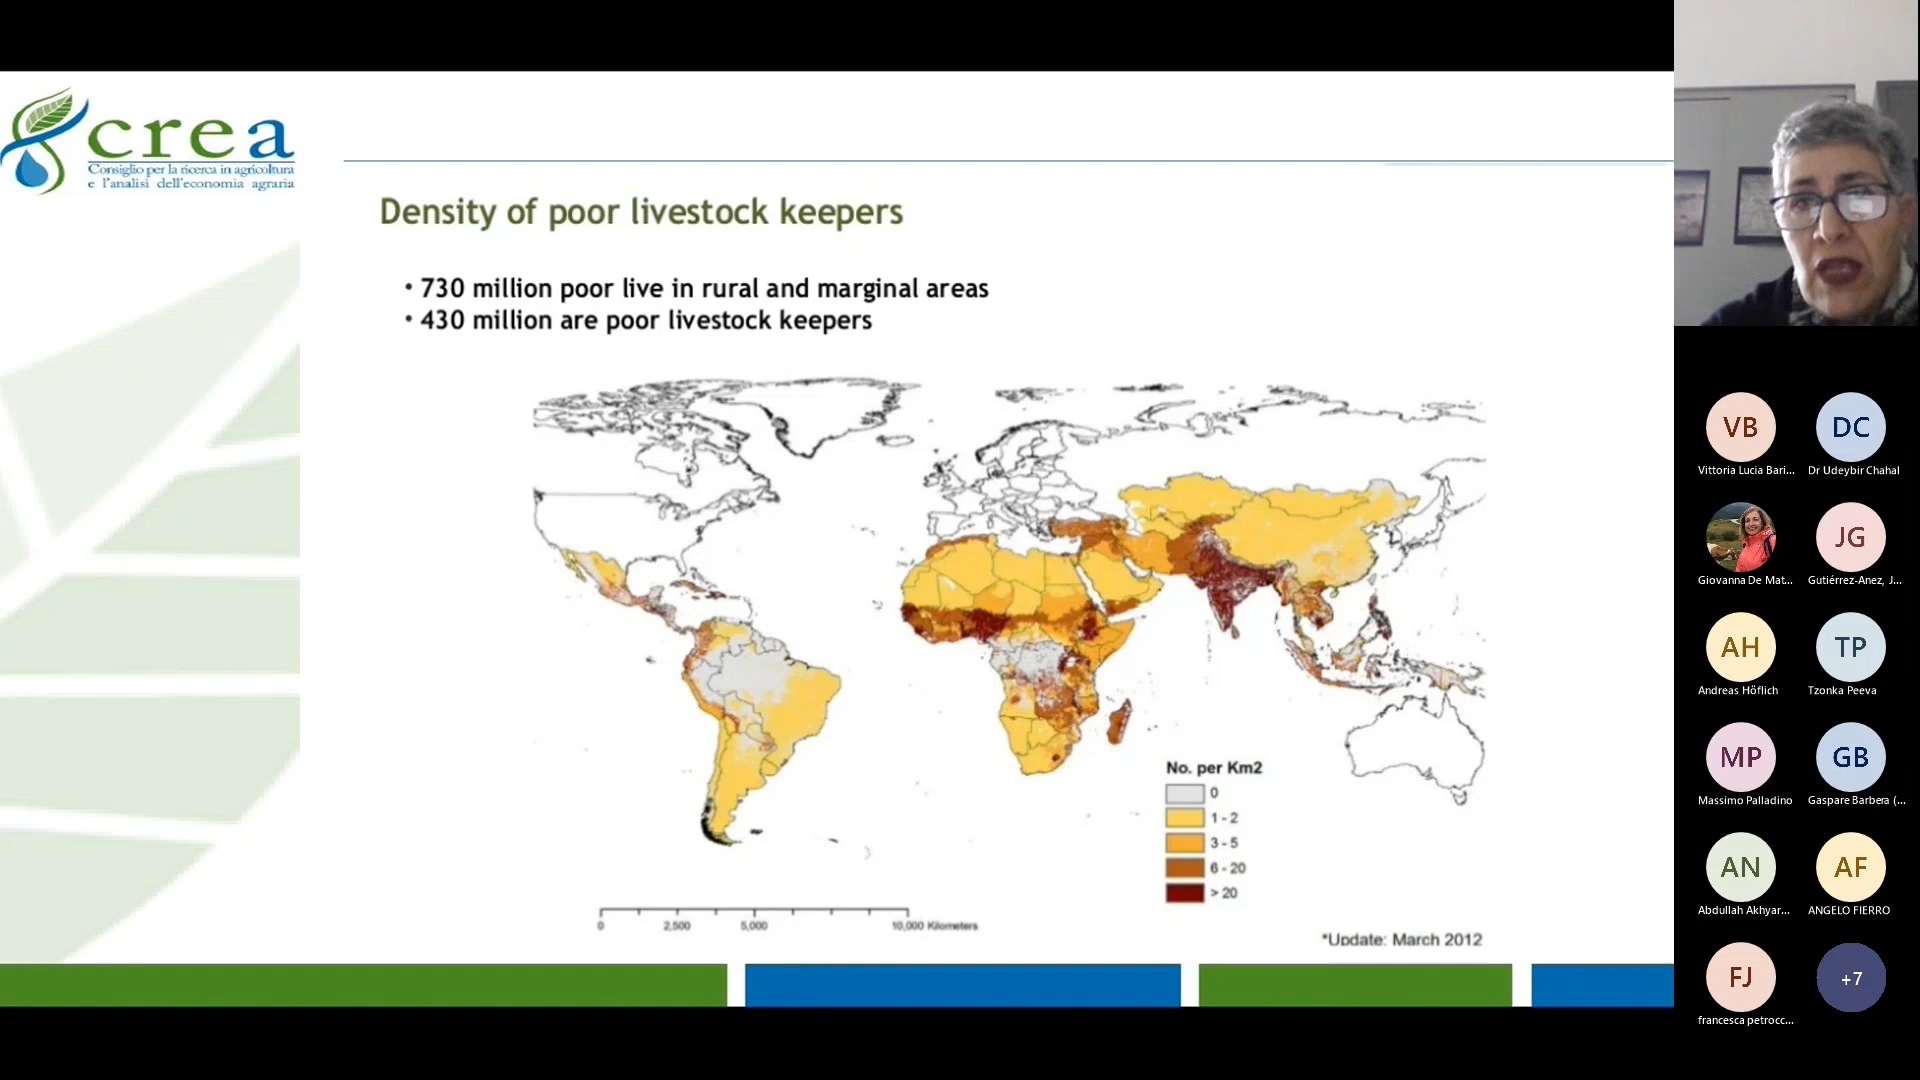 crea
Consiglio per la ricerca in agricoltura
e l'analisi dell'economia agraria
Density of poor livestock keepers
• 730 million poor live in rural and marginal areas
• 430 million are poor livestock keepers
No. per Km2
0
1 - 2
3 - 5
6 - 20
> 20
0 2,500 5,000 10,000 Kilometers
*Update: March 2012
VB
Vittoria Lucia Bari...
DC
Dr Udeybir Chahal
Giovanna De Mat...
JG
Gutiérrez-Anez, J...
AH
Andreas Höflich
TP
Tzonka Peeva
MP
Massimo Palladino
GB
Gaspare Barbera (...
AN
Abdullah Akhyar...
AF
ANGELO FIERRO
FJ
francesca petrocc...
+7